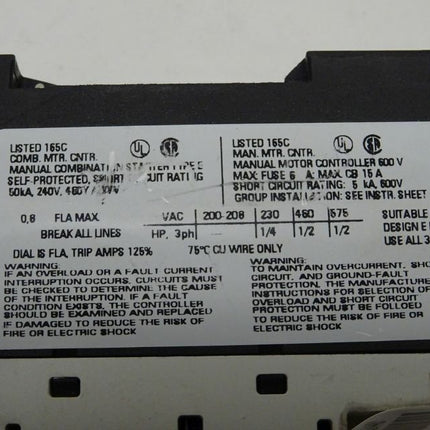 LISTED 165C
COMB. MTR. CNTR.
MANUAL COMBINATION STARTER TYPE E
SELF PROTECTED, SHORT CIRCUIT RATING
50kA, 240V, 480Y /
LISTED 165C
MAN. MTR. CNTR.
MANUAL MOTOR CONTROLLER 600 V
MAX: FUSE 6 A; MAX. CB 15 A
SHORT CIRCUIT RATING: 5 kA, 600V
GROUP INSTALLATION: SEE INSTR. SHEET
0,8 FLA MAX. VAC 200-208 230 460 575 SUITABLE
BREAK ALL LINES HP, 3ph — 1/4 1/2 1/2 DESIGN E
DIAL IS FLA, TRIP AMPS 125% 75°C CU WIRE ONLY USE ALL 3
WARNING:
IF AN OVERLOAD OR A FAULT CURRENT
INTERRUPTION OCCURS, CIRCUITS MUST
BE CHECKED TO DETERMINE THE CAUSE
OF THE INTERRUPTION. IF A FAULT
CONDITION EXISTS, THE CONTROLLER
SHOULD BE EXAMINED AND REPLACED
IF DAMAGED TO REDUCE THE RISK OF
FIRE OR ELECTRIC SHOCK
WARNING:
TO MAINTAIN OVERCURRENT, SHO
CIRCUIT, AND GROUND-FAULT
PROTECTION, THE MANUFACTURER
INSTRUCTIONS FOR SELECTION OF
OVERLOAD AND SHORT CIRCUIT
PROTECTION MUST BE FOLLOWED
TO REDUCE THE RISK OF FIRE OR
ELECTRIC SHOCK